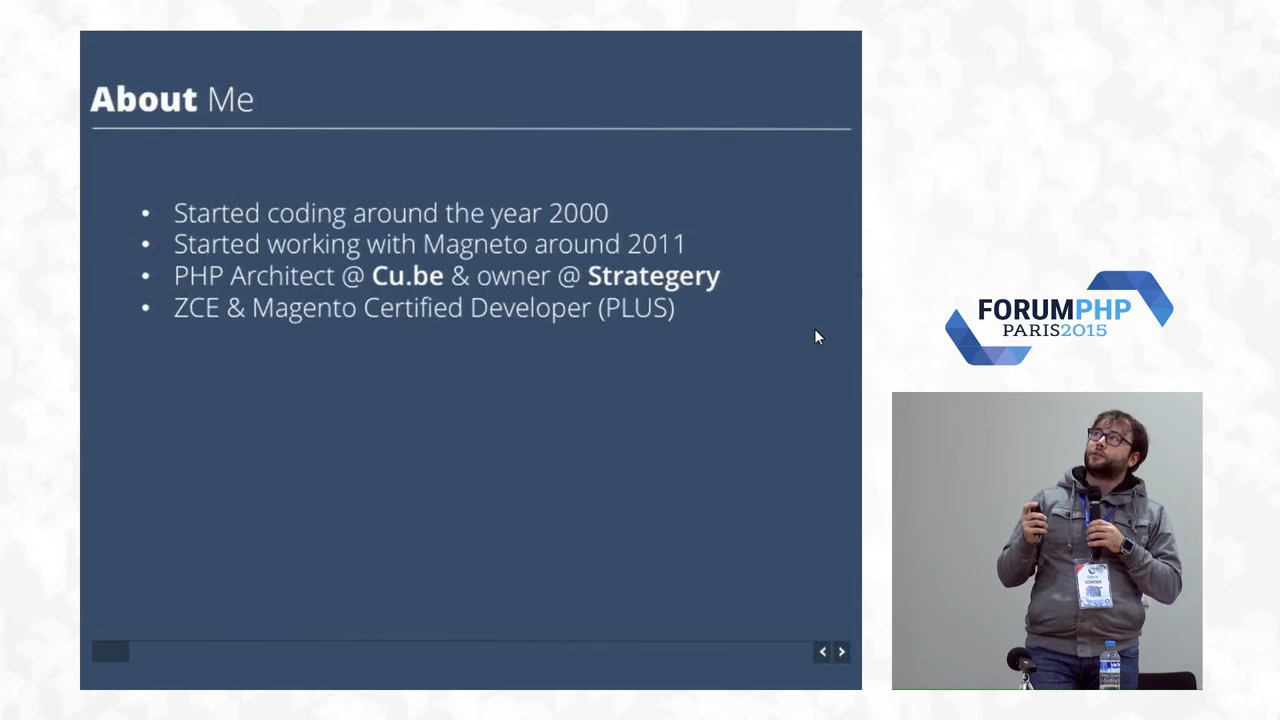 About Me
• Started coding around the year 2000
• Started working with Magneto around 2011
• PHP Architect @ Cu.be & owner @ Strategery
• ZCE & Magento Certified Developer (PLUS)
FORUMPHP
PARIS2015